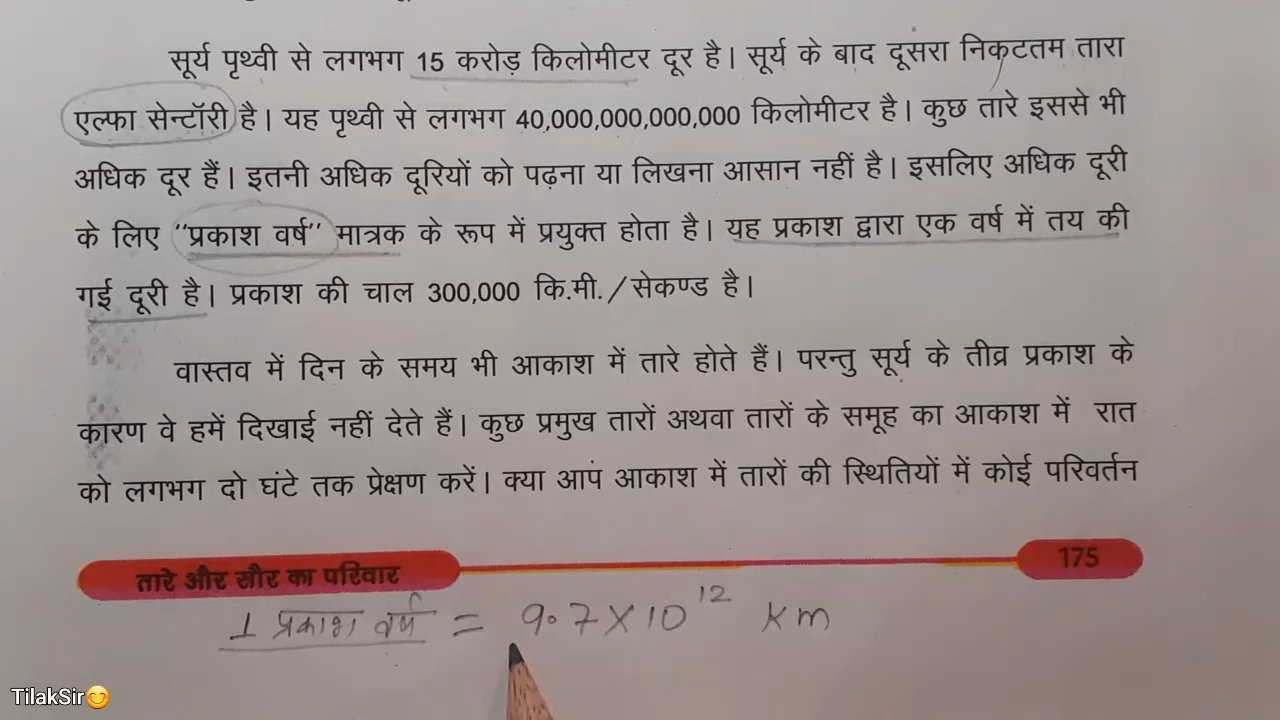 सूर्य पृथ्वी से लगभग 15 करोड़ किलोमीटर दूर है। सूर्य के बाद दूसरा निकटतम तारा
एल्फा सेन्टॉरी है। यह पृथ्वी से लगभग 40,000,000,000,000 किलोमीटर है। कुछ तारे इससे भी
अधिक दूर हैं। इतनी अधिक दूरियों को पढ़ना या लिखना आसान नहीं है। इसलिए अधिक दूरी
के लिए "प्रकाश वर्ष" मात्रक के रूप में प्रयुक्त होता है। यह प्रकाश द्वारा एक वर्ष में तय की
गई दूरी है। प्रकाश की चाल 300,000 कि.मी./सेकण्ड है।
वास्तव में दिन के समय भी आकाश में तारे होते हैं। परन्तु सूर्य के तीव्र प्रकाश के
कारण वे हमें दिखाई नहीं देते हैं। कुछ प्रमुख तारों अथवा तारों के समूह का आकाश में रात
को लगभग दो घंटे तक प्रेक्षण करें। क्या आप आकाश में तारों की स्थितियों में कोई परिवर्तन
तारे और सौर का परिवार 175
1 प्रकाश वर्ष = 9.7×10¹² km
TilakSir😊